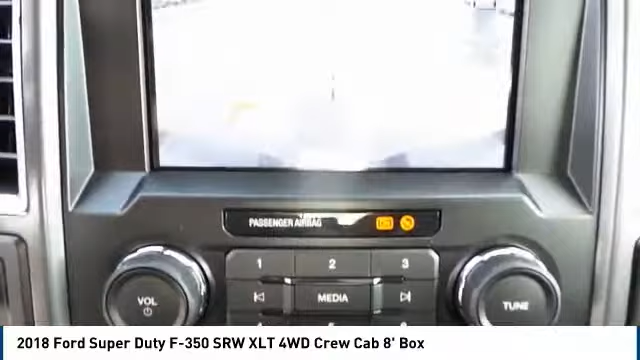 PASSENGER AIRBAG
1 2 3
VOL
MEDIA
TUNE
2018 Ford Super Duty F-350 SRW XLT 4WD Crew Cab 8' Box